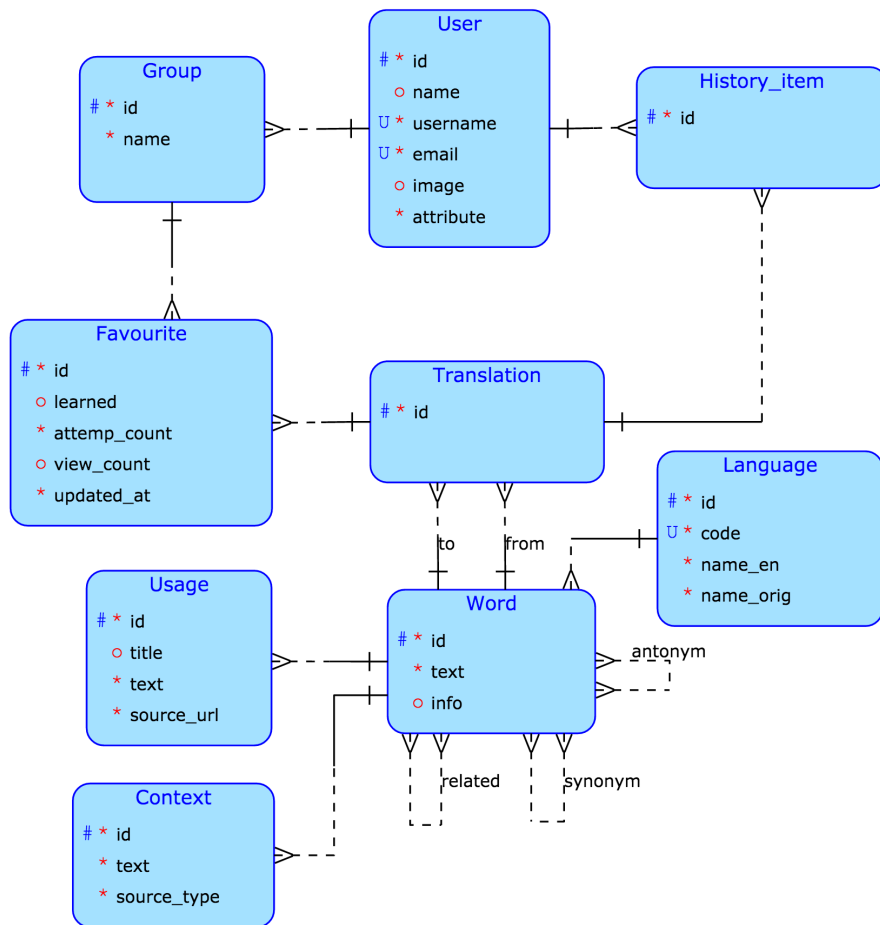 Group
# * id
* name
User
# * id
o name
U * username
U * email
o image
* attribute
History_item
# * id
Favourite
# * id
o learned
* attemp_count
o view_count
* updated_at
Translation
# * id
Language
# * id
U * code
* name_en
* name_orig
to
from
Usage
# * id
o title
* text
* source_url
Word
# * id
* text
o info
antonym
related
synonym
Context
# * id
* text
* source_type